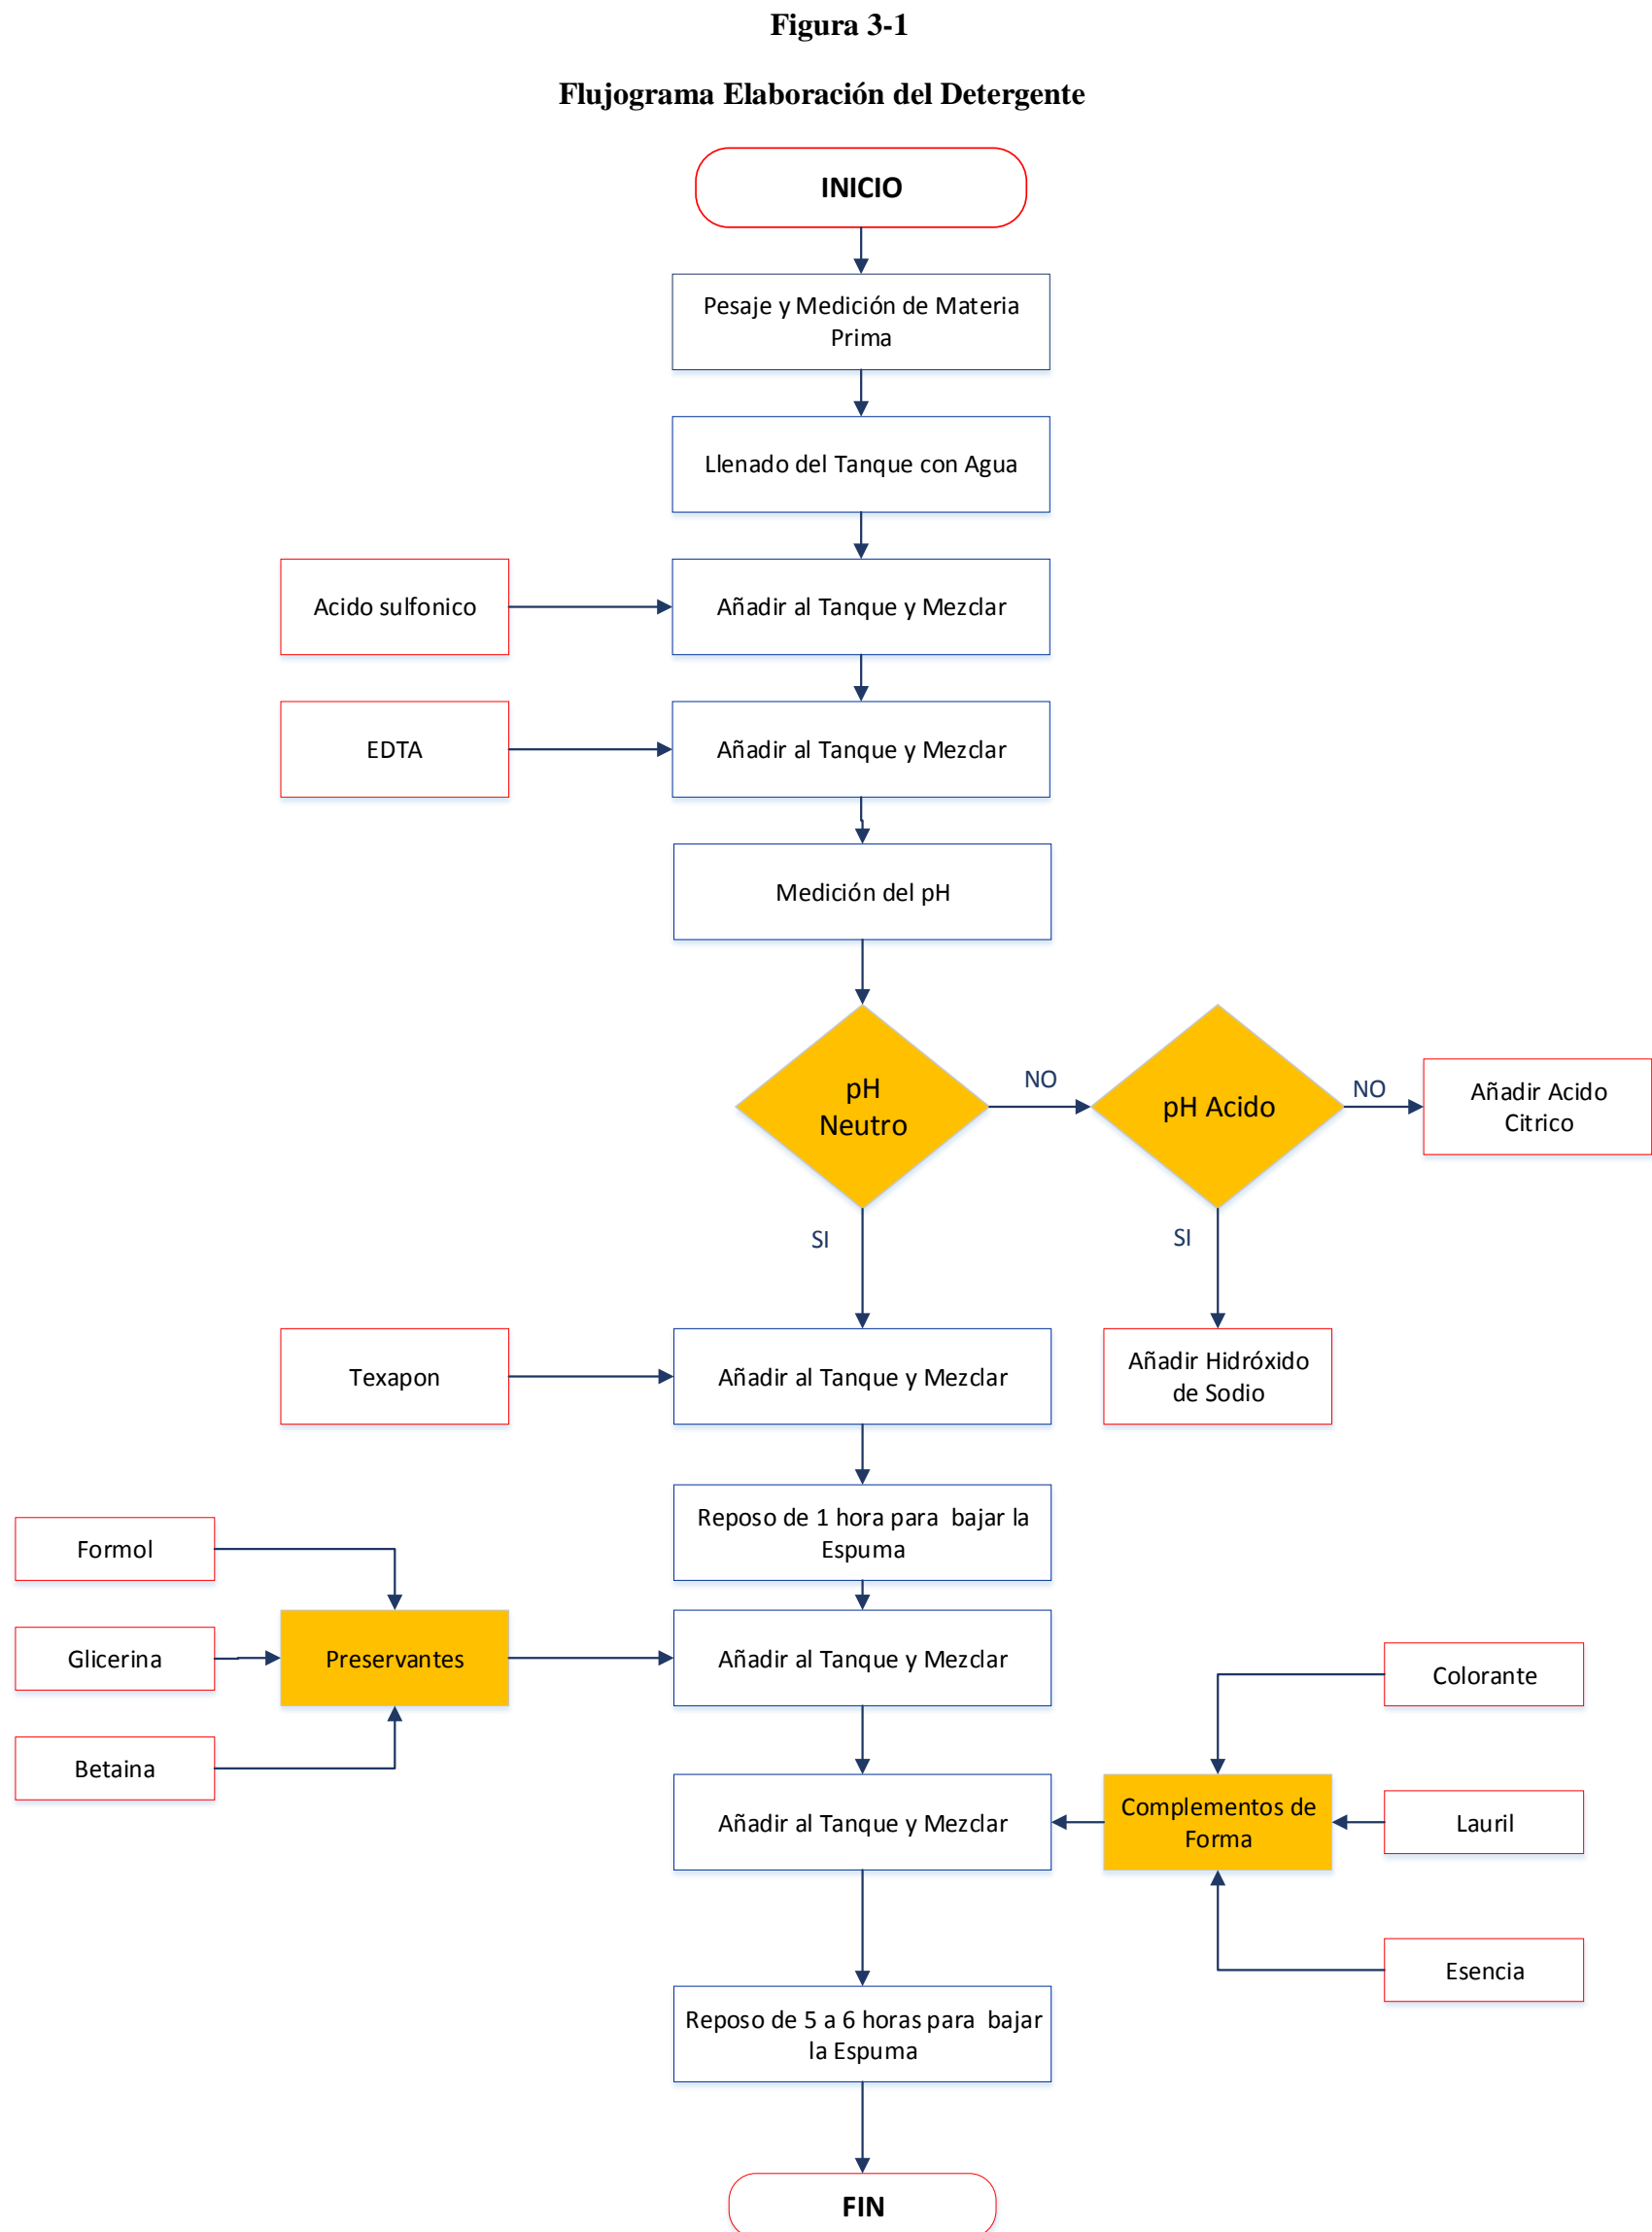 Figura 3-1
Flujograma Elaboración del Detergente
INICIO
Pesaje y Medición de Materia
Prima
Llenado del Tanque con Agua
Acido sulfonico
Añadir al Tanque y Mezclar
EDTA
Añadir al Tanque y Mezclar
Medición del pH
pH
Neutro
NO
pH Acido
NO
Añadir Acido
Citrico
SI
SI
Texapon
Añadir al Tanque y Mezclar
Añadir Hidróxido
de Sodio
Reposo de 1 hora para bajar la
Espuma
Formol
Glicerina
Betaina
Preservantes
Añadir al Tanque y Mezclar
Colorante
Lauril
Esencia
Complementos de
Forma
Añadir al Tanque y Mezclar
Reposo de 5 a 6 horas para bajar
la Espuma
FIN